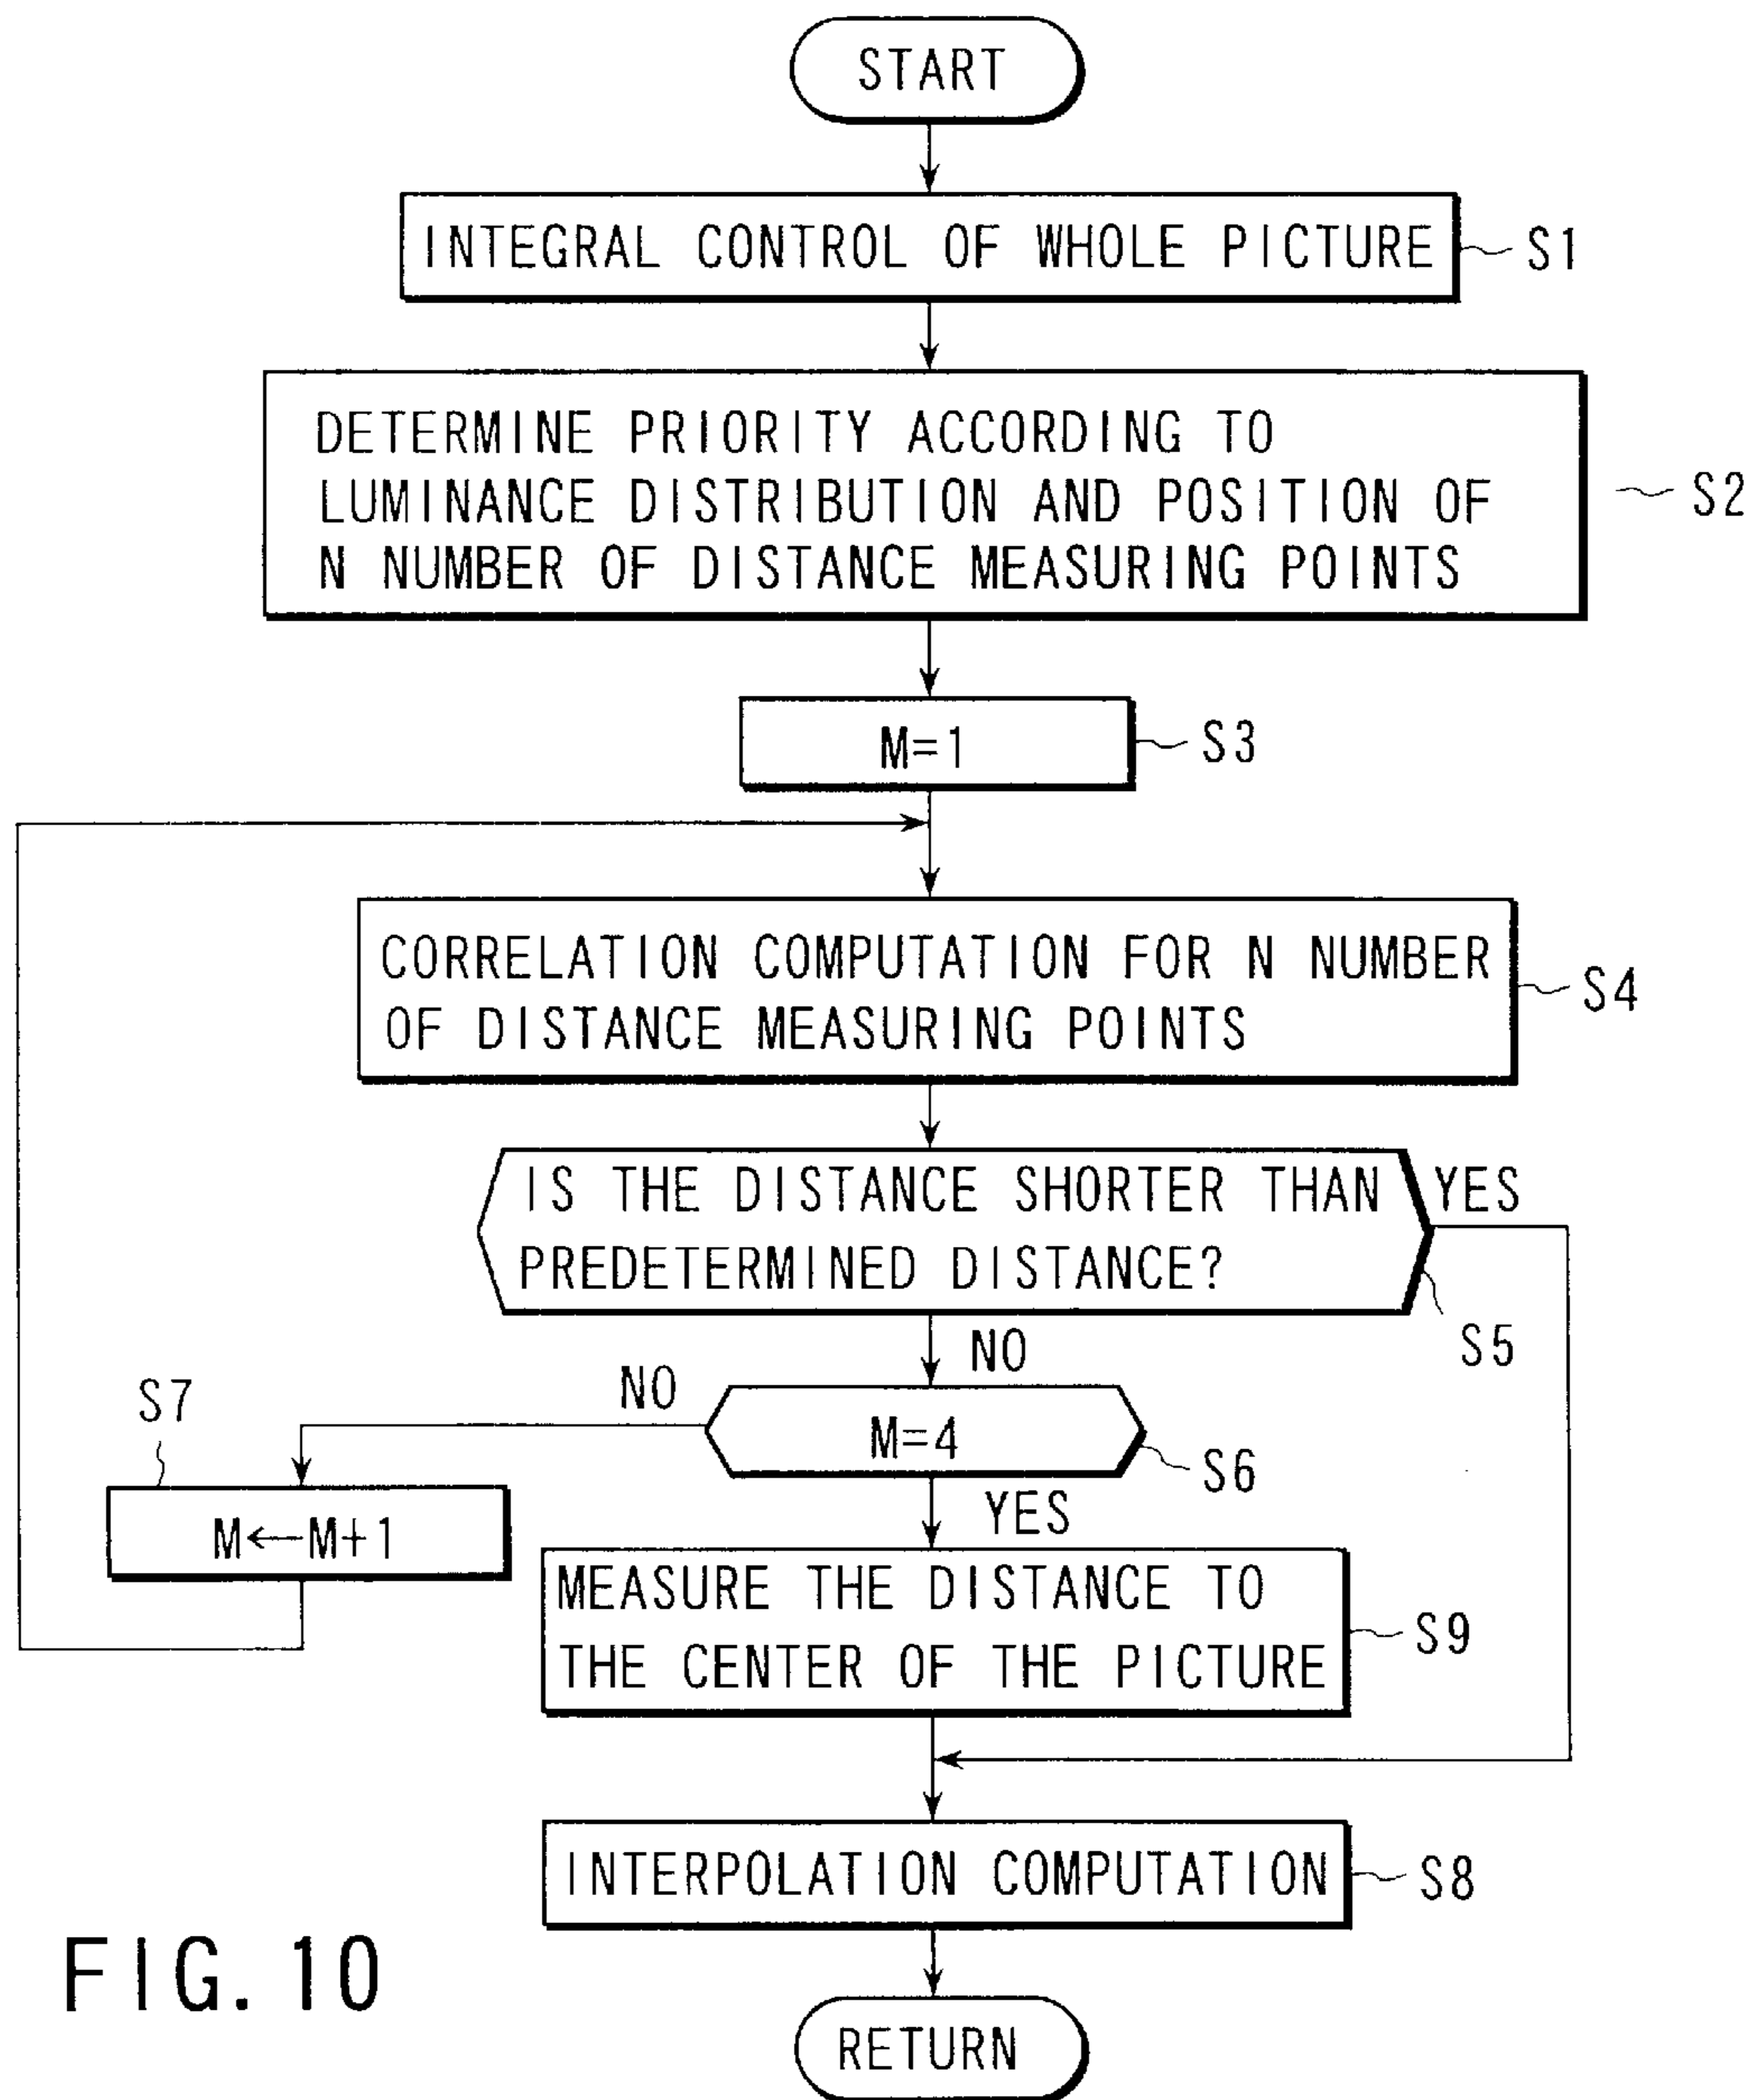 START
INTEGRAL CONTROL OF WHOLE PICTURE
S1
DETERMINE PRIORITY ACCORDING TO
LUMINANCE DISTRIBUTION AND POSITION OF
N NUMBER OF DISTANCE MEASURING POINTS
S2
M=1
S3
CORRELATION COMPUTATION FOR N NUMBER
OF DISTANCE MEASURING POINTS
S4
IS THE DISTANCE SHORTER THAN
PREDETERMINED DISTANCE?
YES
S5
NO
M=4
S6
NO
S7
M←M+1
YES
MEASURE THE DISTANCE TO
THE CENTER OF THE PICTURE
S9
INTERPOLATION COMPUTATION
S8
RETURN
FIG. 10